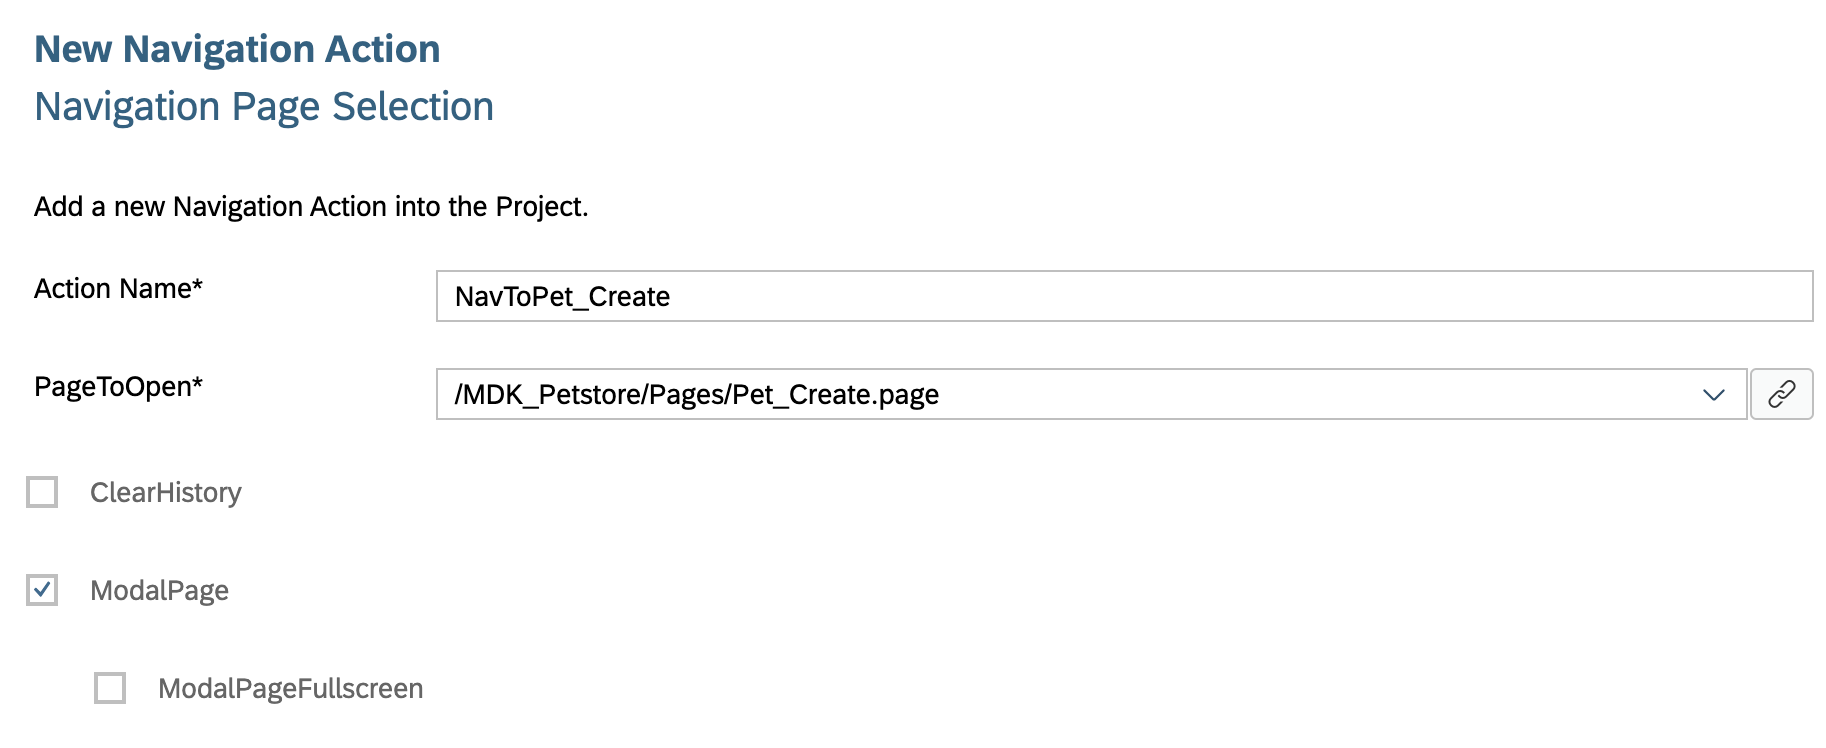 New Navigation Action
Navigation Page Selection
Add a new Navigation Action into the Project.
Action Name*
NavToPet_Create
PageToOpen*
/MDK_Petstore/Pages/Pet_Create.page
ClearHistory
ModalPage
ModalPageFullscreen